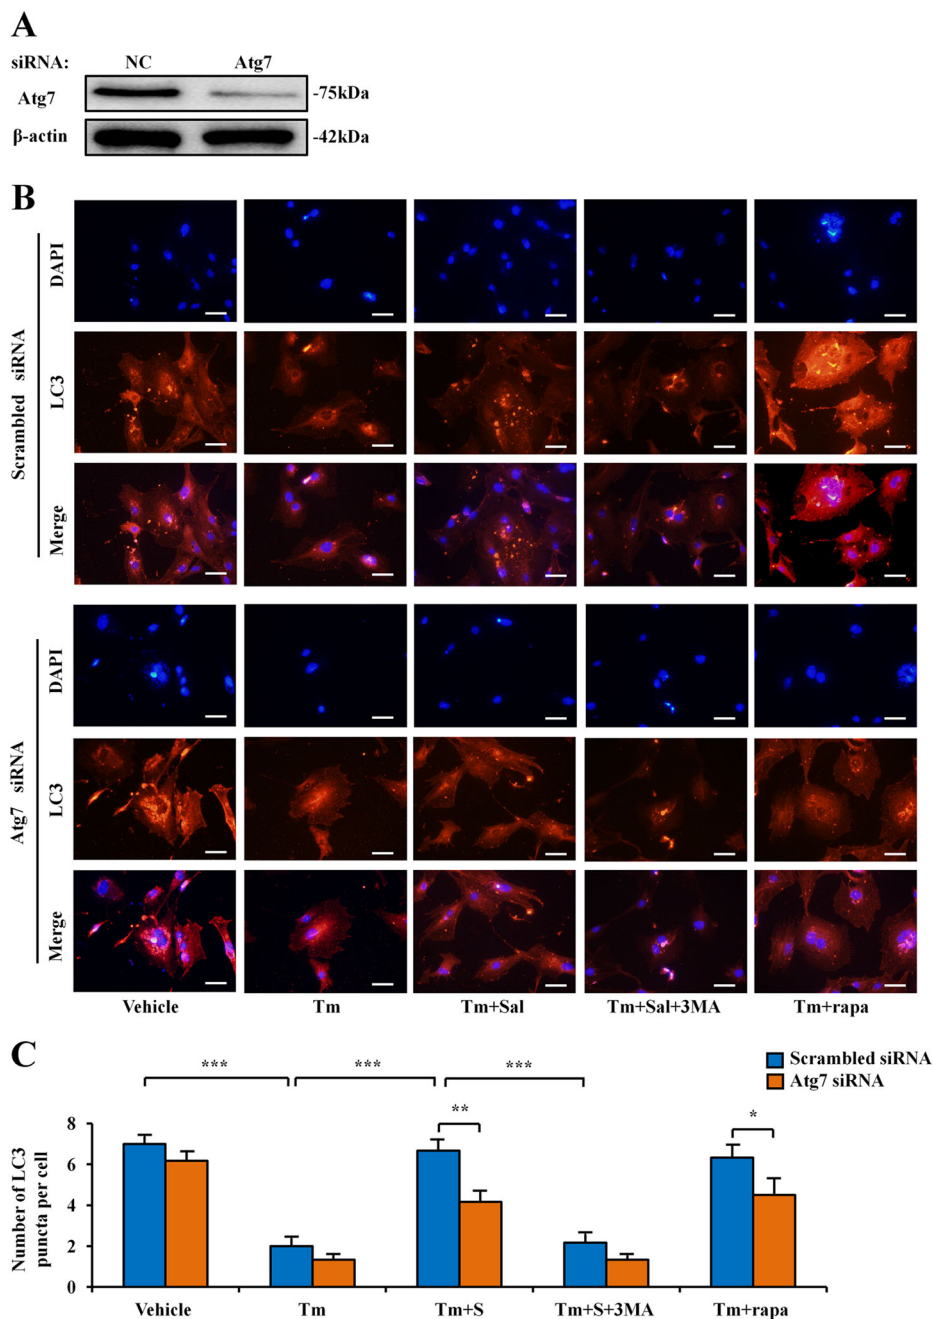 A
siRNA: NC Atg7
Atg7 -75kDa
β-actin -42kDa
B
Scrambled siRNA
DAPI
LC3
Merge
Atg7 siRNA
DAPI
LC3
Merge
Vehicle Tm Tm+Sal Tm+Sal+3MA Tm+rapa
C
Scrambled siRNA
Atg7 siRNA
*** *** ***
** *
Number of LC3
puncta per cell
8
6
4
2
0
Vehicle Tm Tm+S Tm+S+3MA Tm+rapa